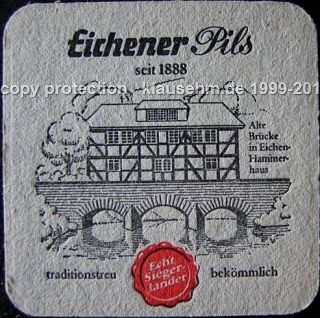 Eichener Pils
seit 1888
copy protection - klausehm.de 1999-201
Alte
Brücke
in Eichen-
Hammer-
haus
Echt
Sieger-
länder
traditionstreu
bekömmlich